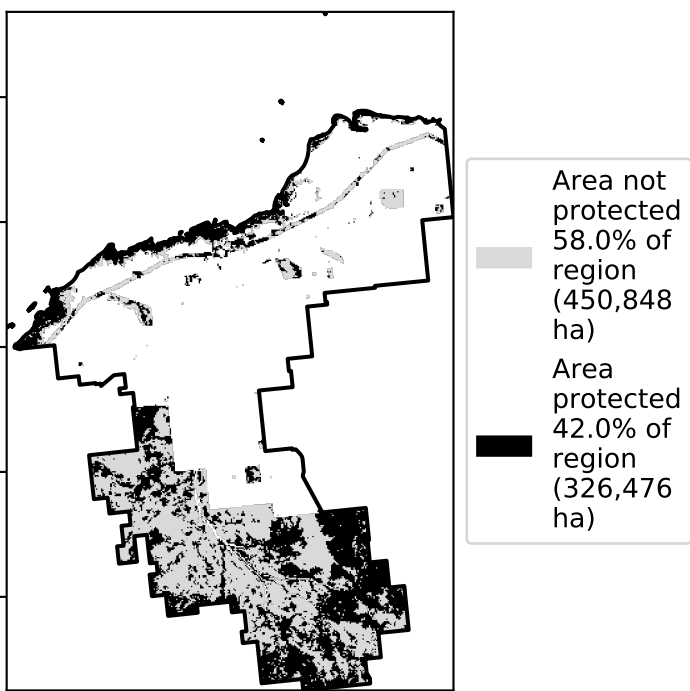 Area not
protected
58.0% of
region
(450,848
ha)
Area
protected
42.0% of
region
(326,476
ha)